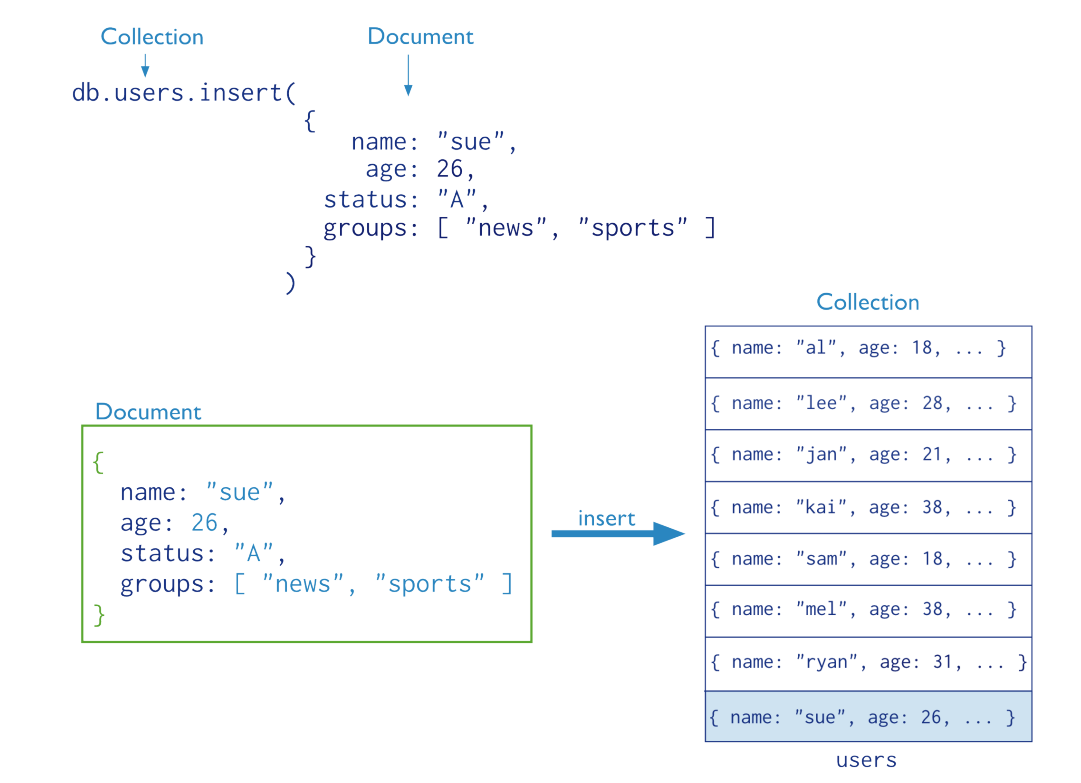 Collection
Document
db.users.insert(
{
name: "sue",
age: 26,
status: "A",
groups: [ "news", "sports" ]
}
)
Document
{
name: "sue",
age: 26,
status: "A",
groups: [ "news", "sports" ]
}
insert
Collection
{ name: "al", age: 18, ... }
{ name: "lee", age: 28, ... }
{ name: "jan", age: 21, ... }
{ name: "kai", age: 38, ... }
{ name: "sam", age: 18, ... }
{ name: "mel", age: 38, ... }
{ name: "ryan", age: 31, ... }
{ name: "sue", age: 26, ... }
users